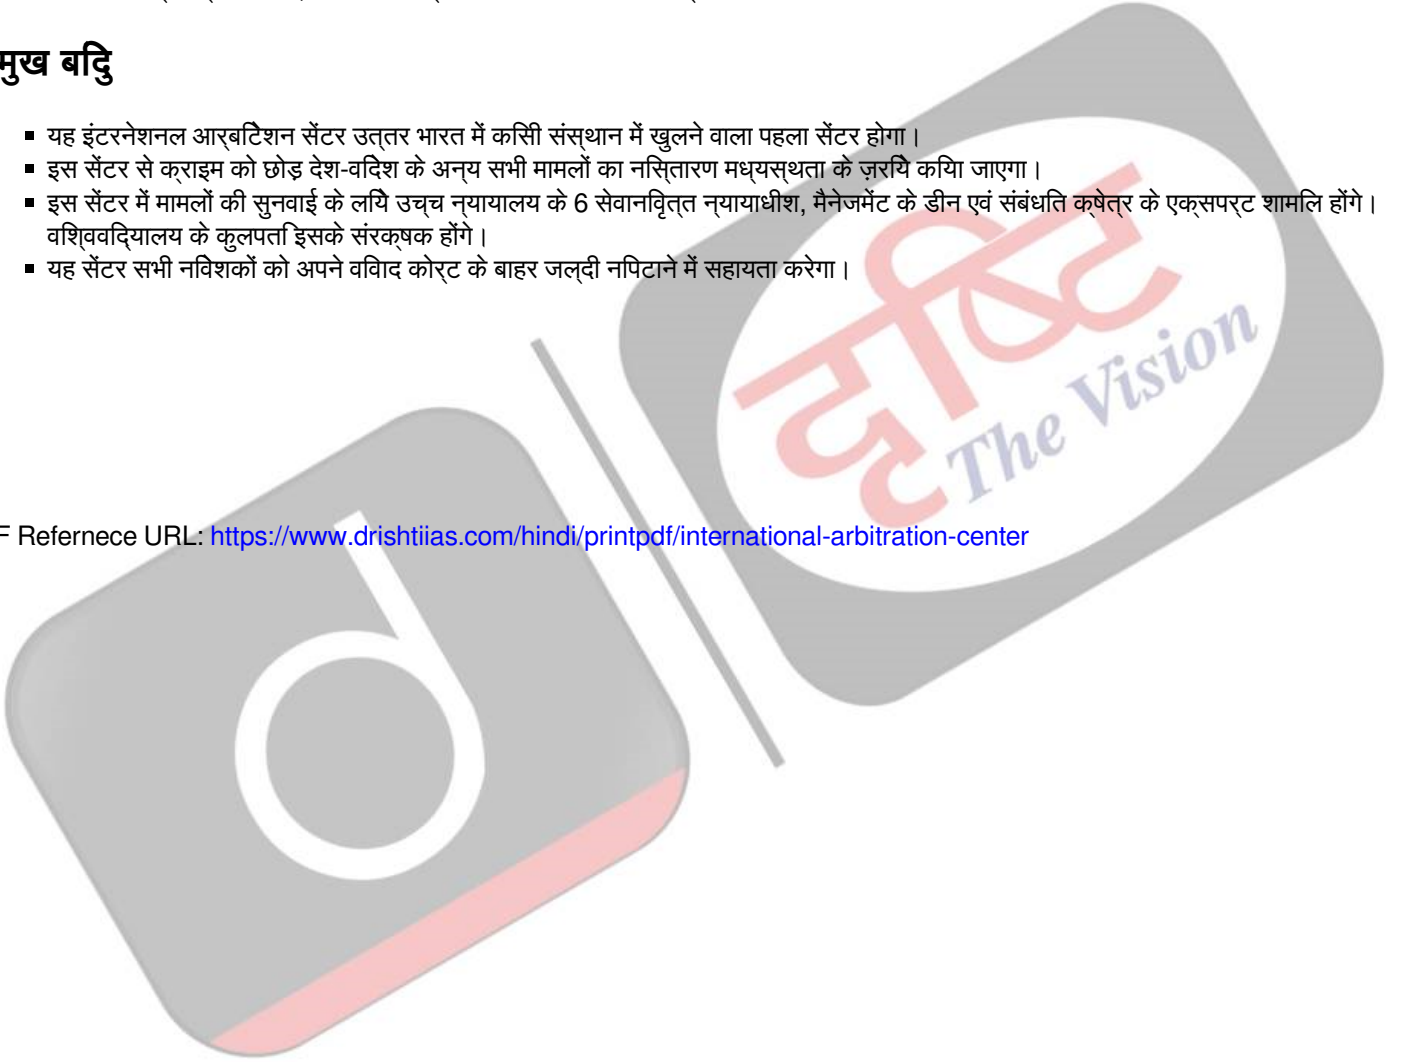 मुख बिंदु
यह इंटरनेशनल आर्बिटेशन सेंटर उत्तर भारत में किसी संस्थान में खुलने वाला पहला सेंटर होगा।
इस सेंटर से क्राइम को छोड़ देश-विदेश के अन्य सभी मामलों का निस्तारण मध्यस्थता के ज़रिये किया जाएगा।
इस सेंटर में मामलों की सुनवाई के लिये उच्च न्यायालय के 6 सेवानिवृत्त न्यायाधीश, मैनेजमेंट के डीन एवं संबंधित क्षेत्र के एक्सपर्ट शामिल होंगे।
विश्वविद्यालय के कुलपति इसके संरक्षक होंगे।
यह सेंटर सभी निवेशकों को अपने विवाद कोर्ट के बाहर जल्दी निपटाने में सहायता करेगा।
दृष्टि
The Vision
F Refernece URL: https://www.drishtiias.com/hindi/printpdf/international-arbitration-center
d